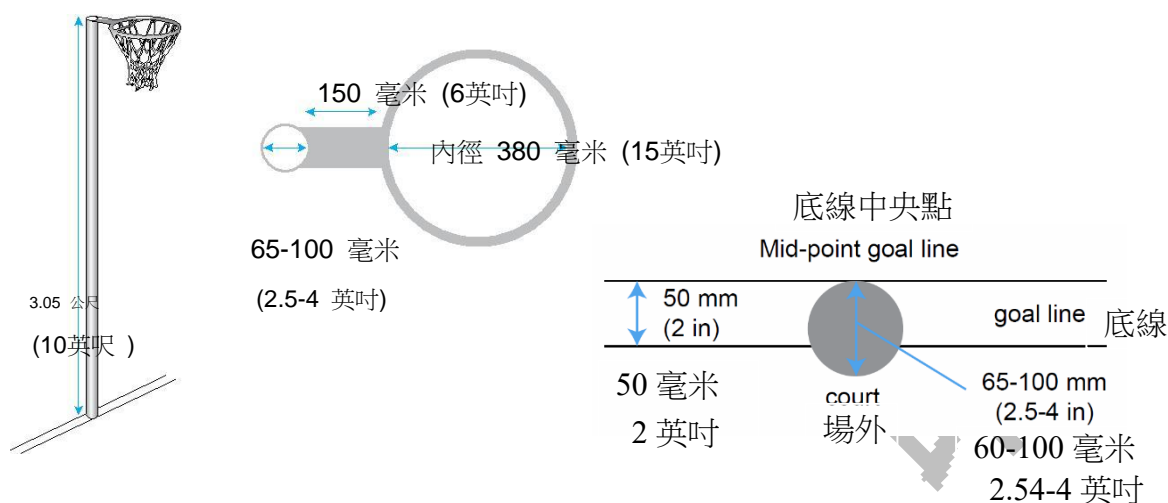 3.05 公尺
(10英呎 )
150 毫米 (6英吋)
內徑 380 毫米 (15英吋)
65-100 毫米
(2.5-4 英吋)
底線中央點
Mid-point goal line
50 mm
(2 in)
goal line 底線
50 毫米
2 英吋
court
場外
65-100 mm
(2.5-4 in)
60-100 毫米
2.54-4 英吋